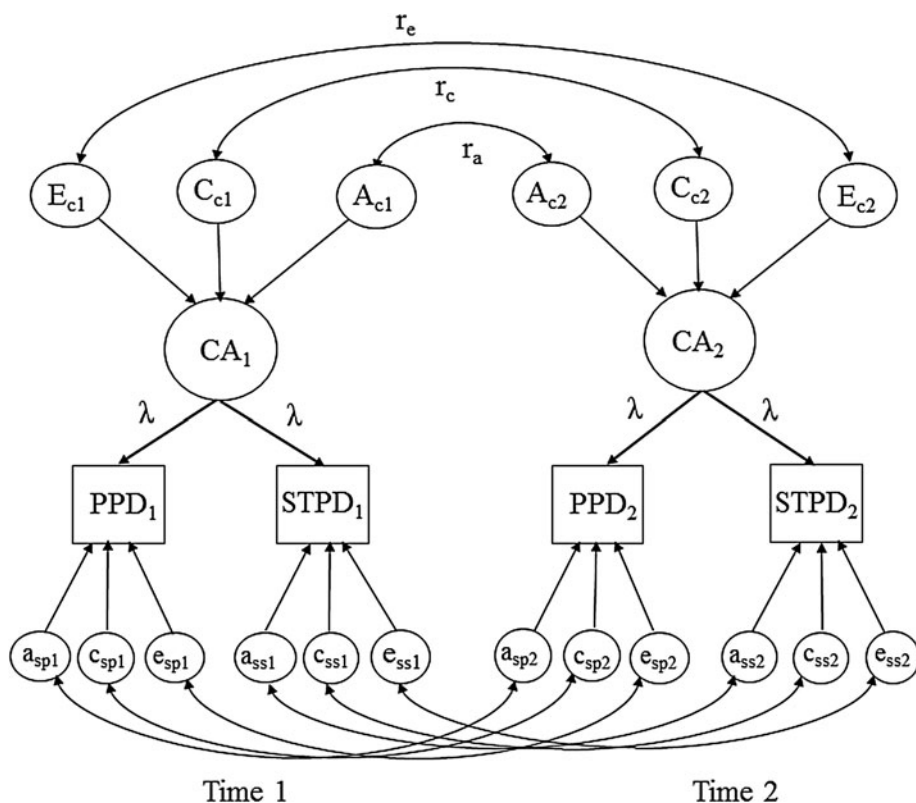 r_e
r_c
r_a
E_c1 C_c1 A_c1 A_c2 C_c2 E_c2
CA_1 CA_2
λ λ λ λ
PPD_1 STPD_1 PPD_2 STPD_2
a_sp1 c_sp1 e_sp1 a_ss1 c_ss1 e_ss1 a_sp2 c_sp2 e_sp2 a_ss2 c_ss2 e_ss2
Time 1 Time 2